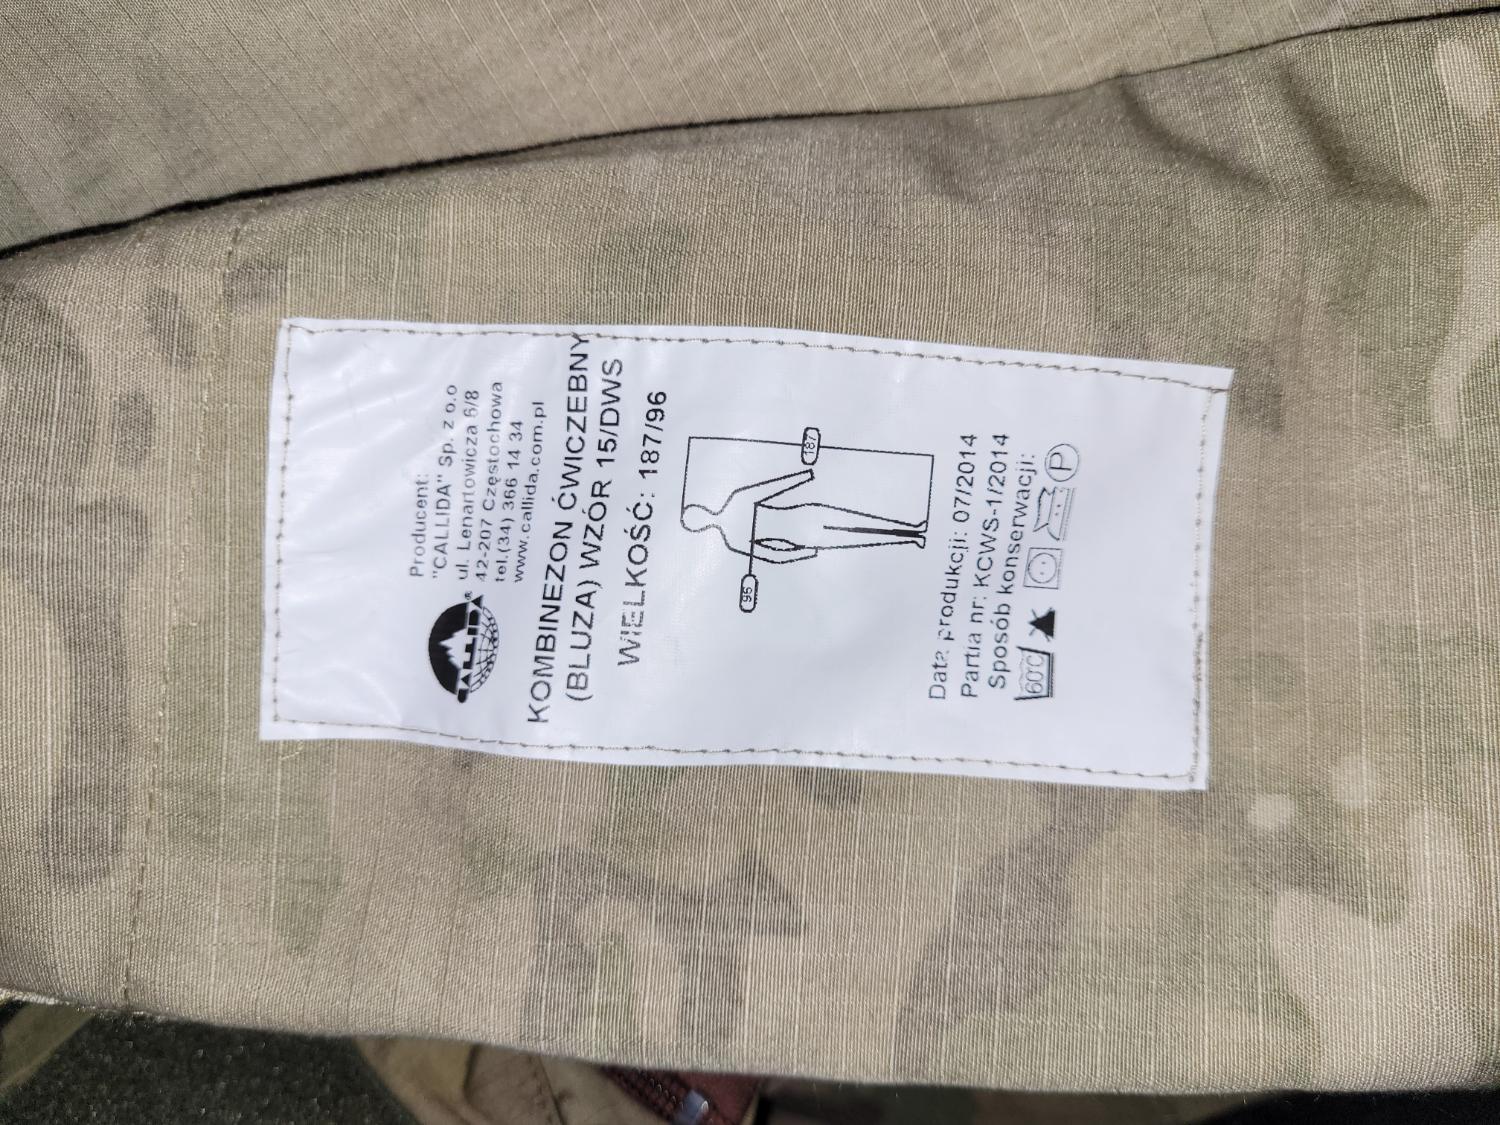 Producent:
"CALLIDA" Sp. z o.o
ul. Lenartowicza 6/8
42-207 Częstochowa
tel.(34) 366 14 34
www.callida.com.pl
CALLIDA®
KOMBINEZON ĆWICZEBNY
(BLUZA) WZÓR 15/DWS
WIELKOŚĆ: 187/96
187
96
Data produkcji: 07/2014
Partia nr: KCWS-1/2014
Sposób konserwacji:
60°C
P